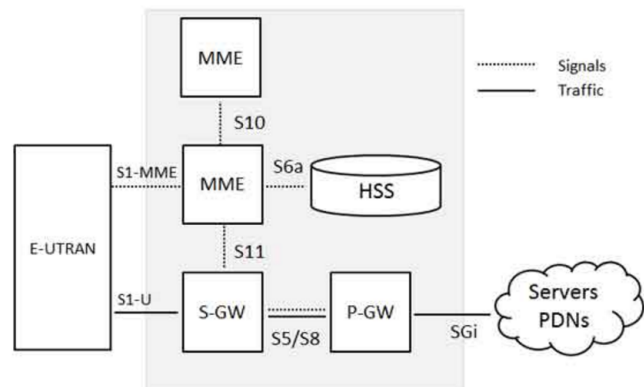 MME
Signals
Traffic
S10
S1-MME
MME
S6a
HSS
E-UTRAN
S11
S1-U
S-GW
S5/S8
P-GW
SGi
Servers
PDNs